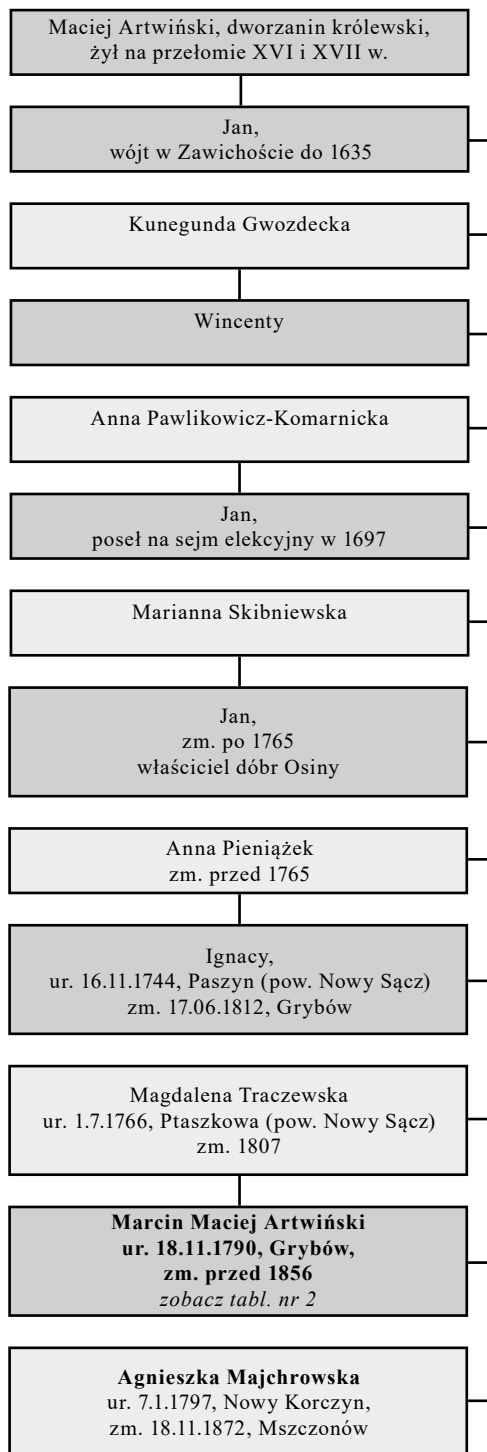 Maciej Artwiński, dworzanin królewski,
żył na przełomie XVI i XVII w.
Jan,
wójt w Zawichoście do 1635
Kunegunda Gwozdecka
Wincenty
Anna Pawlikowicz-Komarnicka
Jan,
poseł na sejm elekcyjny w 1697
Marianna Skibniewska
Jan,
zm. po 1765
właściciel dóbr Osiny
Anna Pieniążek
zm. przed 1765
Ignacy,
ur. 16.11.1744, Paszyn (pow. Nowy Sącz)
zm. 17.06.1812, Grybów
Magdalena Traczewska
ur. 1.7.1766, Ptaszkowa (pow. Nowy Sącz)
zm. 1807
Marcin Maciej Artwiński
ur. 18.11.1790, Grybów,
zm. przed 1856
zobacz tabl. nr 2
Agnieszka Majchrowska
ur. 7.1.1797, Nowy Korczyn,
zm. 18.11.1872, Mszczonów